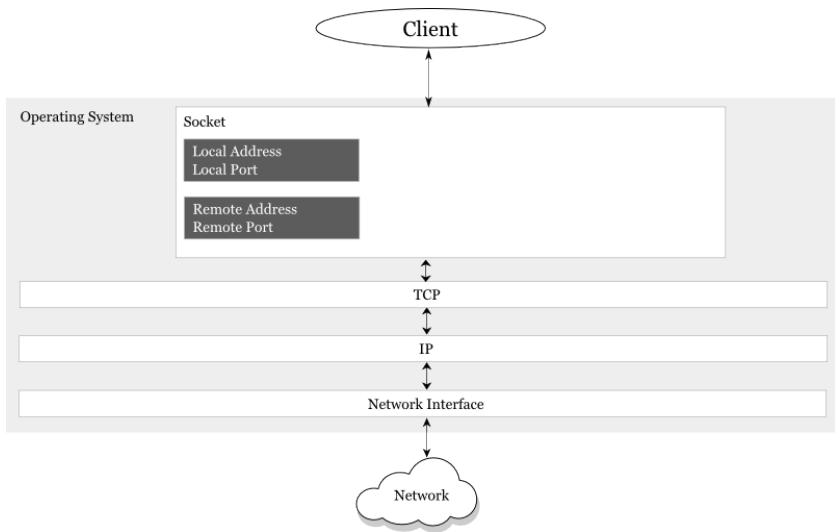 Client
Operating System
Socket
Local Address
Local Port
Remote Address
Remote Port
TCP
IP
Network Interface
Network